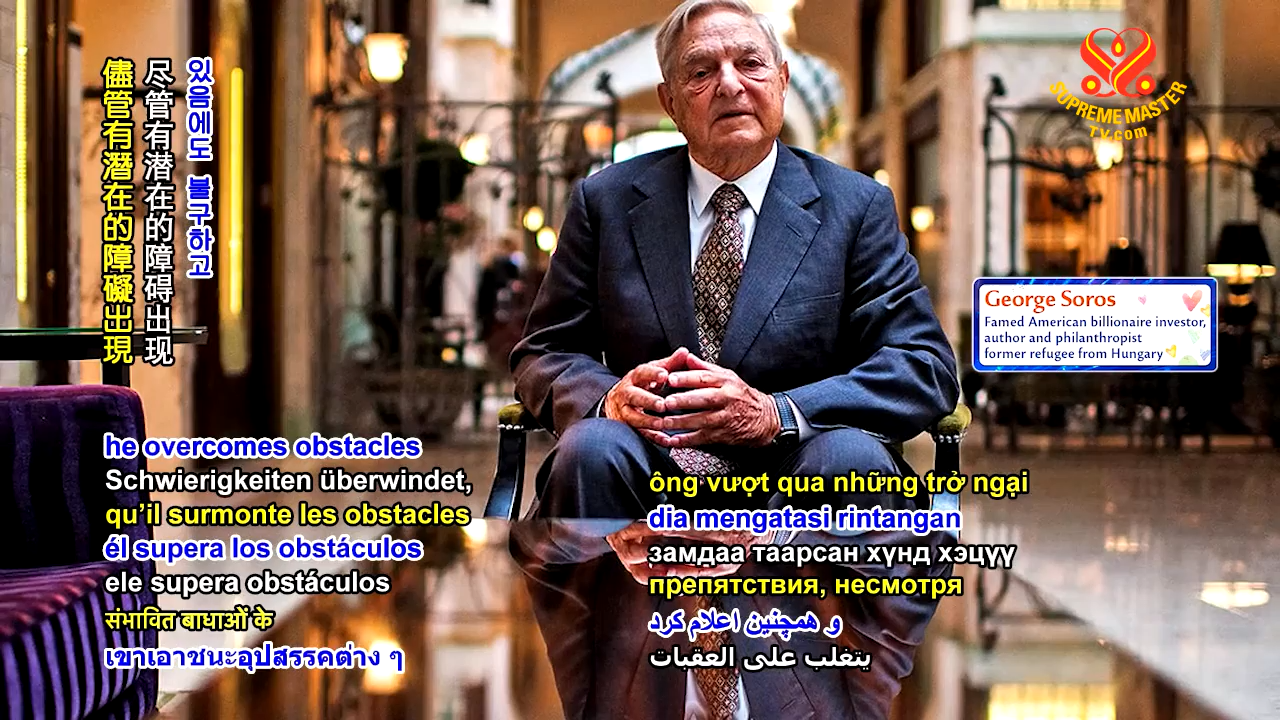 있음에도 불구하고
尽管有潜在的障碍出现
儘管有潛在的障礙出現
SUPREME MASTER
TV.com
George Soros
Famed American billionaire investor,
author and philanthropist
former refugee from Hungary
he overcomes obstacles
Schwierigkeiten überwindet,
qu’il surmonte les obstacles
él supera los obstáculos
ele supera obstáculos
संभावित बाधाओं के
เขาเอาชนะอุปสรรคต่าง ๆ
ông vượt qua những trở ngại
dia mengatasi rintangan
замдаа таарсан хүнд хэцүү
препятствия, несмотря
و همچنین اعلام کرد
يتغلب على العقبات